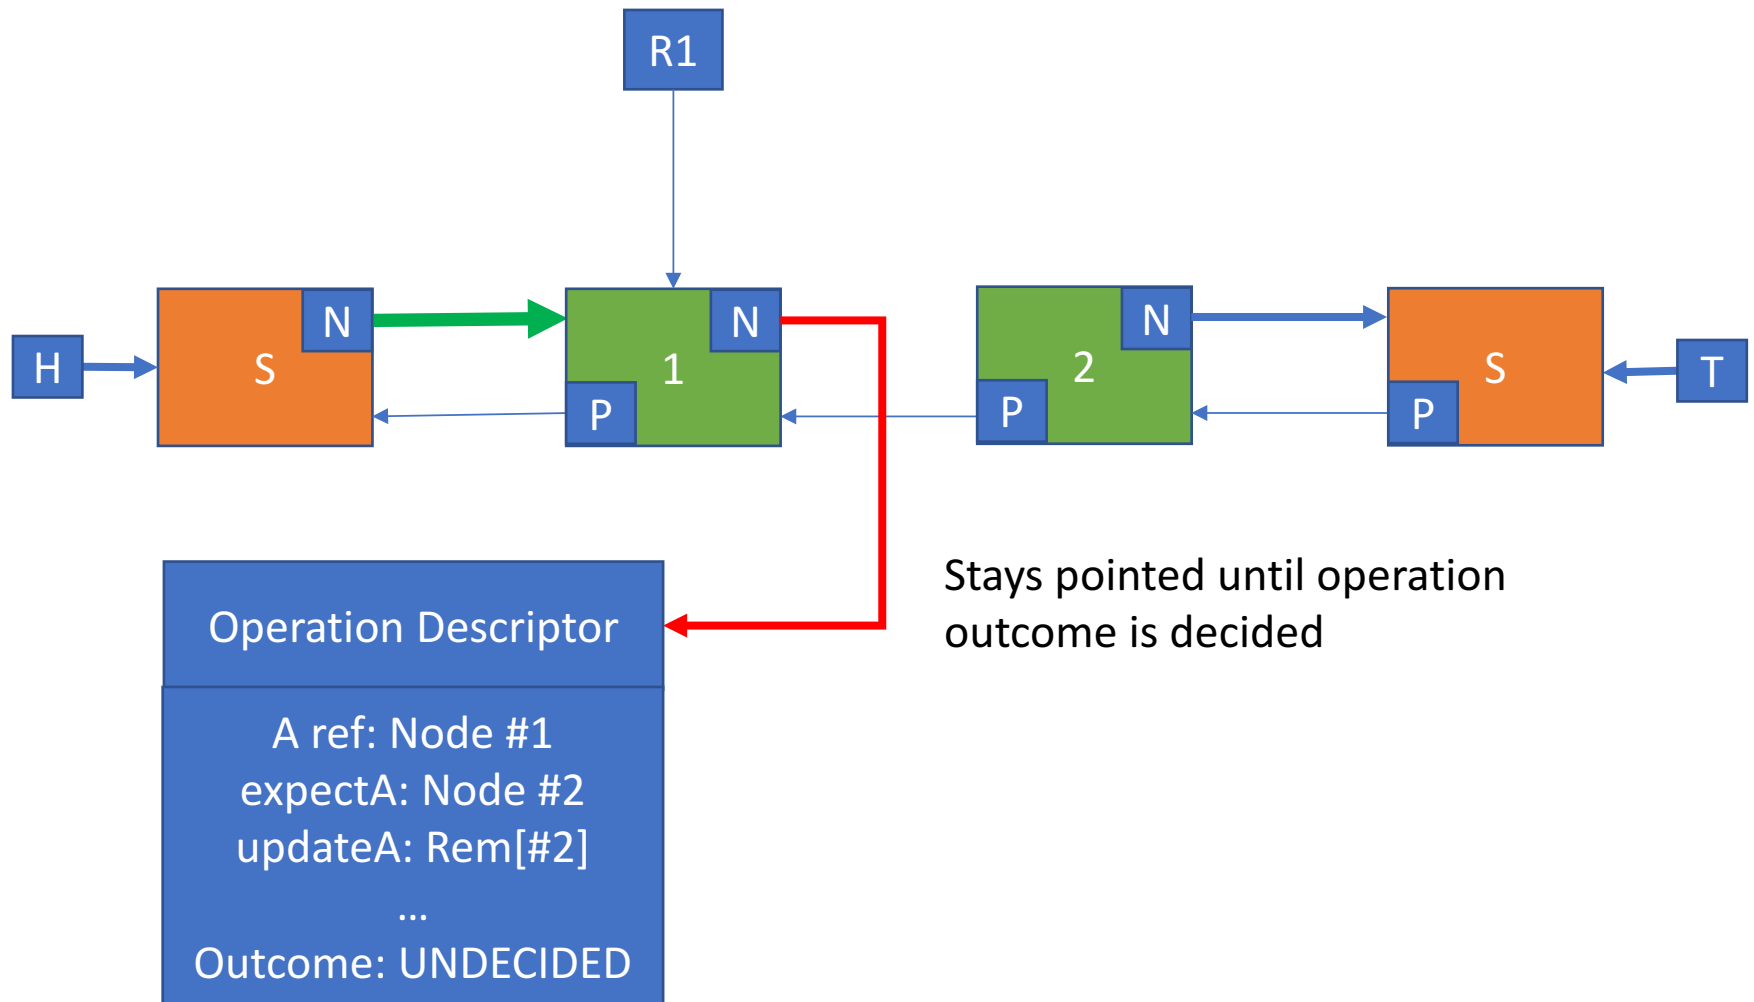 R1
N
N
N
H
S
1
2
S
T
P
P
P
Stays pointed until operation
outcome is decided
Operation Descriptor
A ref: Node #1
expectA: Node #2
updateA: Rem[#2]
...
Outcome: UNDECIDED